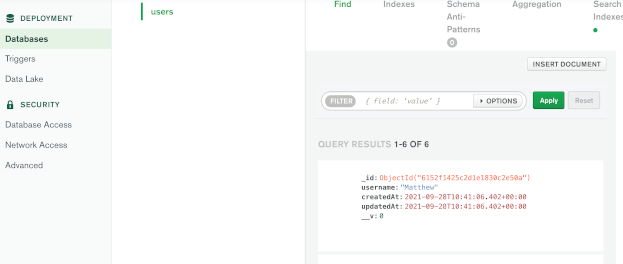 DEPLOYMENT
Databases
Triggers
Data Lake
SECURITY
Database Access
Network Access
Advanced
users
Find
Indexes
Schema
Anti-
Patterns
0
Aggregation
Search
Indexes
INSERT DOCUMENT
FILTER { field: 'value' }
OPTIONS
Apply
Reset
QUERY RESULTS 1-6 OF 6
_id: ObjectId("6152f1425c2d1e1830c2e50a")
username: "Matthew"
createdAt: 2021-09-28T10:41:06.402+00:00
updatedAt: 2021-09-28T10:41:06.402+00:00
__v: 0